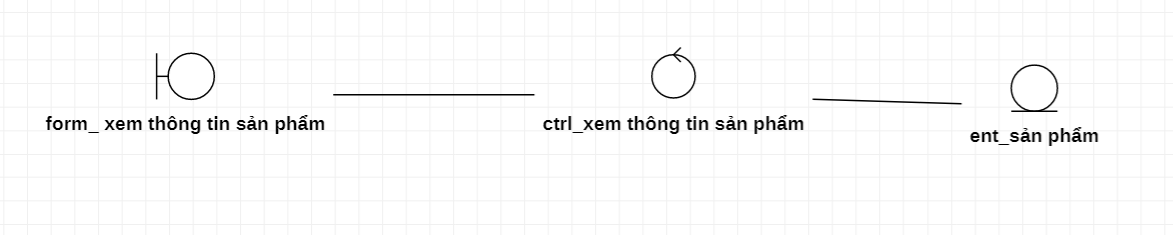 form_ xem thông tin sản phẩm
ctrl_xem thông tin sản phẩm
ent_sản phẩm